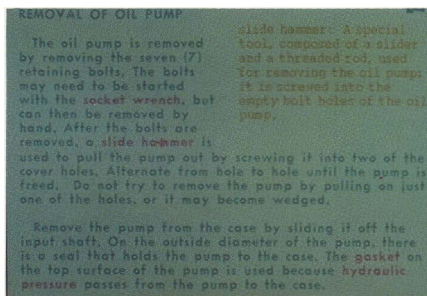 REMOVAL OF OIL PUMP
The oil pump is removed
by removing the seven (7)
retaining bolts. The bolts
may need to be started
with the socket wrench, but
can then be removed by
hand. After the bolts are
removed, a slide hammer is
slide hammer: A special
tool, composed of a slider
and a threaded rod, used
for removing the oil pump;
it is screwed into the
empty bolt holes of the oil
pump.
used to pull the pump out by screwing it into two of the
cover holes. Alternate from hole to hole until the pump is
freed. Do not try to remove the pump by pulling on just
one of the holes, or it may become wedged.
Remove the pump from the case by sliding it off the
input shaft. On the outside diameter of the pump, there
is a seal that holds the pump to the case. The gasket on
the top surface of the pump is used because hydraulic
pressure passes from the pump to the case.